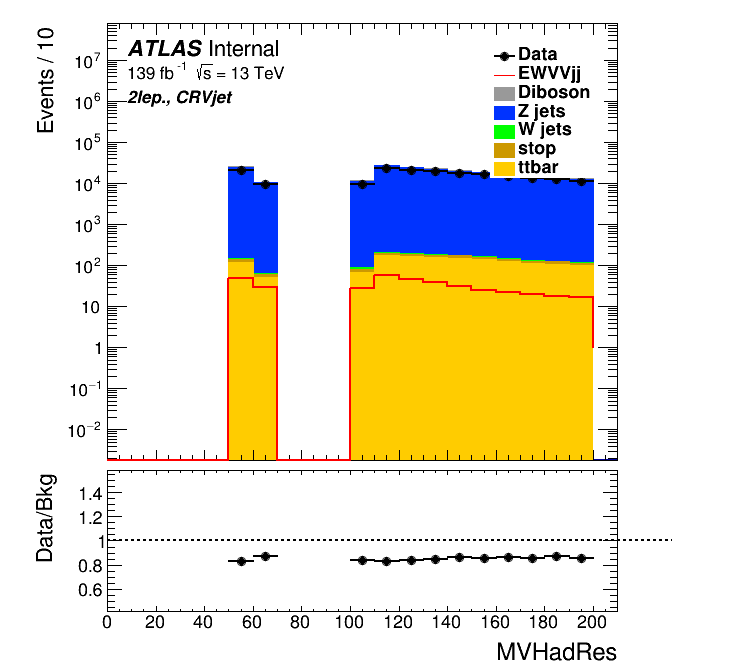 Events / 10
ATLAS Internal
139 fb⁻¹ √s = 13 TeV
2lep., CRVjet
Data
EWVVjj
Diboson
Z jets
W jets
stop
ttbar
10⁷
10⁶
10⁵
10⁴
10³
10²
10
1
10⁻¹
10⁻²
Data/Bkg
1.4
1.2
1
0.8
0.6
0 20 40 60 80 100 120 140 160 180 200
MVHadRes